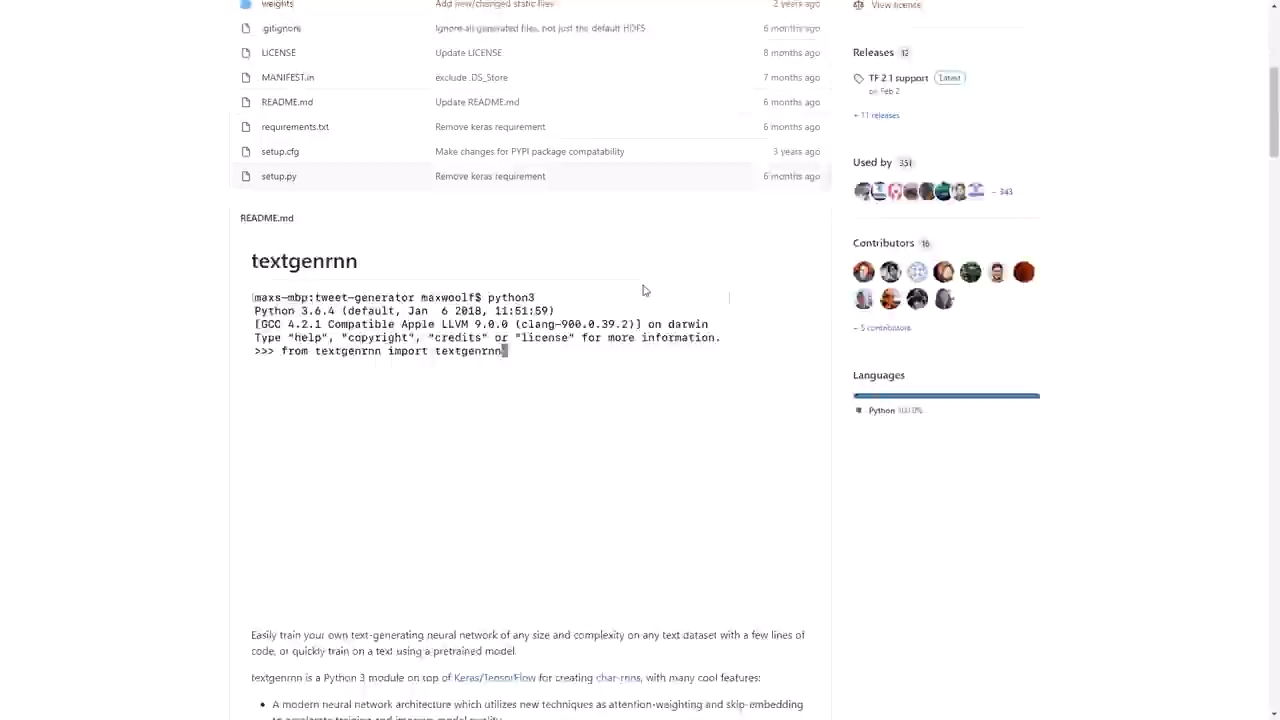 weights Add new/changed static files 2 years ago
.gitignore Ignore all generated files, not just the default HDF5 6 months ago
LICENSE Update LICENSE 8 months ago
MANIFEST.in exclude .DS_Store 7 months ago
README.md Update README.md 6 months ago
requirements.txt Remove keras requirement 6 months ago
setup.cfg Make changes for PYPI package compatability 3 years ago
setup.py Remove keras requirement 6 months ago
README.md
textgenrnn
maxs-mbp:tweet-generator maxwoolf$ python3
Python 3.6.4 (default, Jan 6 2018, 11:51:59)
[GCC 4.2.1 Compatible Apple LLVM 9.0.0 (clang-900.0.39.2)] on darwin
Type "help", "copyright", "credits" or "license" for more information.
>>> from textgenrnn import textgenrnn
Easily train your own text-generating neural network of any size and complexity on any text dataset with a few lines of
code, or quickly train on a text using a pretrained model.
textgenrnn is a Python 3 module on top of Keras/TensorFlow for creating char-rnns, with many cool features:
• A modern neural network architecture which utilizes new techniques as attention-weighting and skip-embedding
to accelerate training and improve model quality.
View license
Releases 12
TF 2.1 support Latest
on Feb 2
+ 11 releases
Used by 351
+ 343
Contributors 16
+ 5 contributors
Languages
Python 100.0%